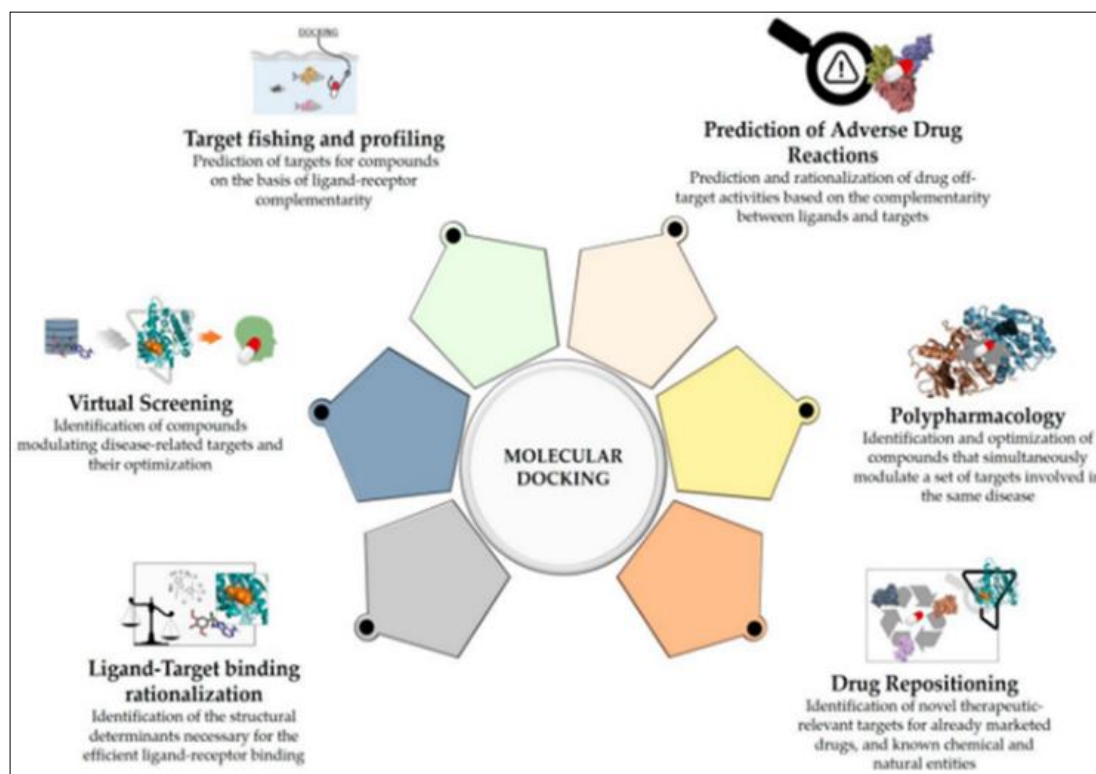 DOCKING
Target fishing and profiling
Prediction of targets for compounds
on the basis of ligand-receptor
complementarity
Prediction of Adverse Drug
Reactions
Prediction and rationalization of drug off-
target activities based on the complementarity
between ligands and targets
Virtual Screening
Identification of compounds
modulating disease-related targets and
their optimization
MOLECULAR
DOCKING
Polypharmacology
Identification and optimization of
compounds that simultaneously
modulate a set of targets involved in
the same disease
Ligand-Target binding
rationalization
Identification of the structural
determinants necessary for the
efficient ligand-receptor binding
Drug Repositioning
Identification of novel therapeutic-
relevant targets for already marketed
drugs, and known chemical and
natural entities